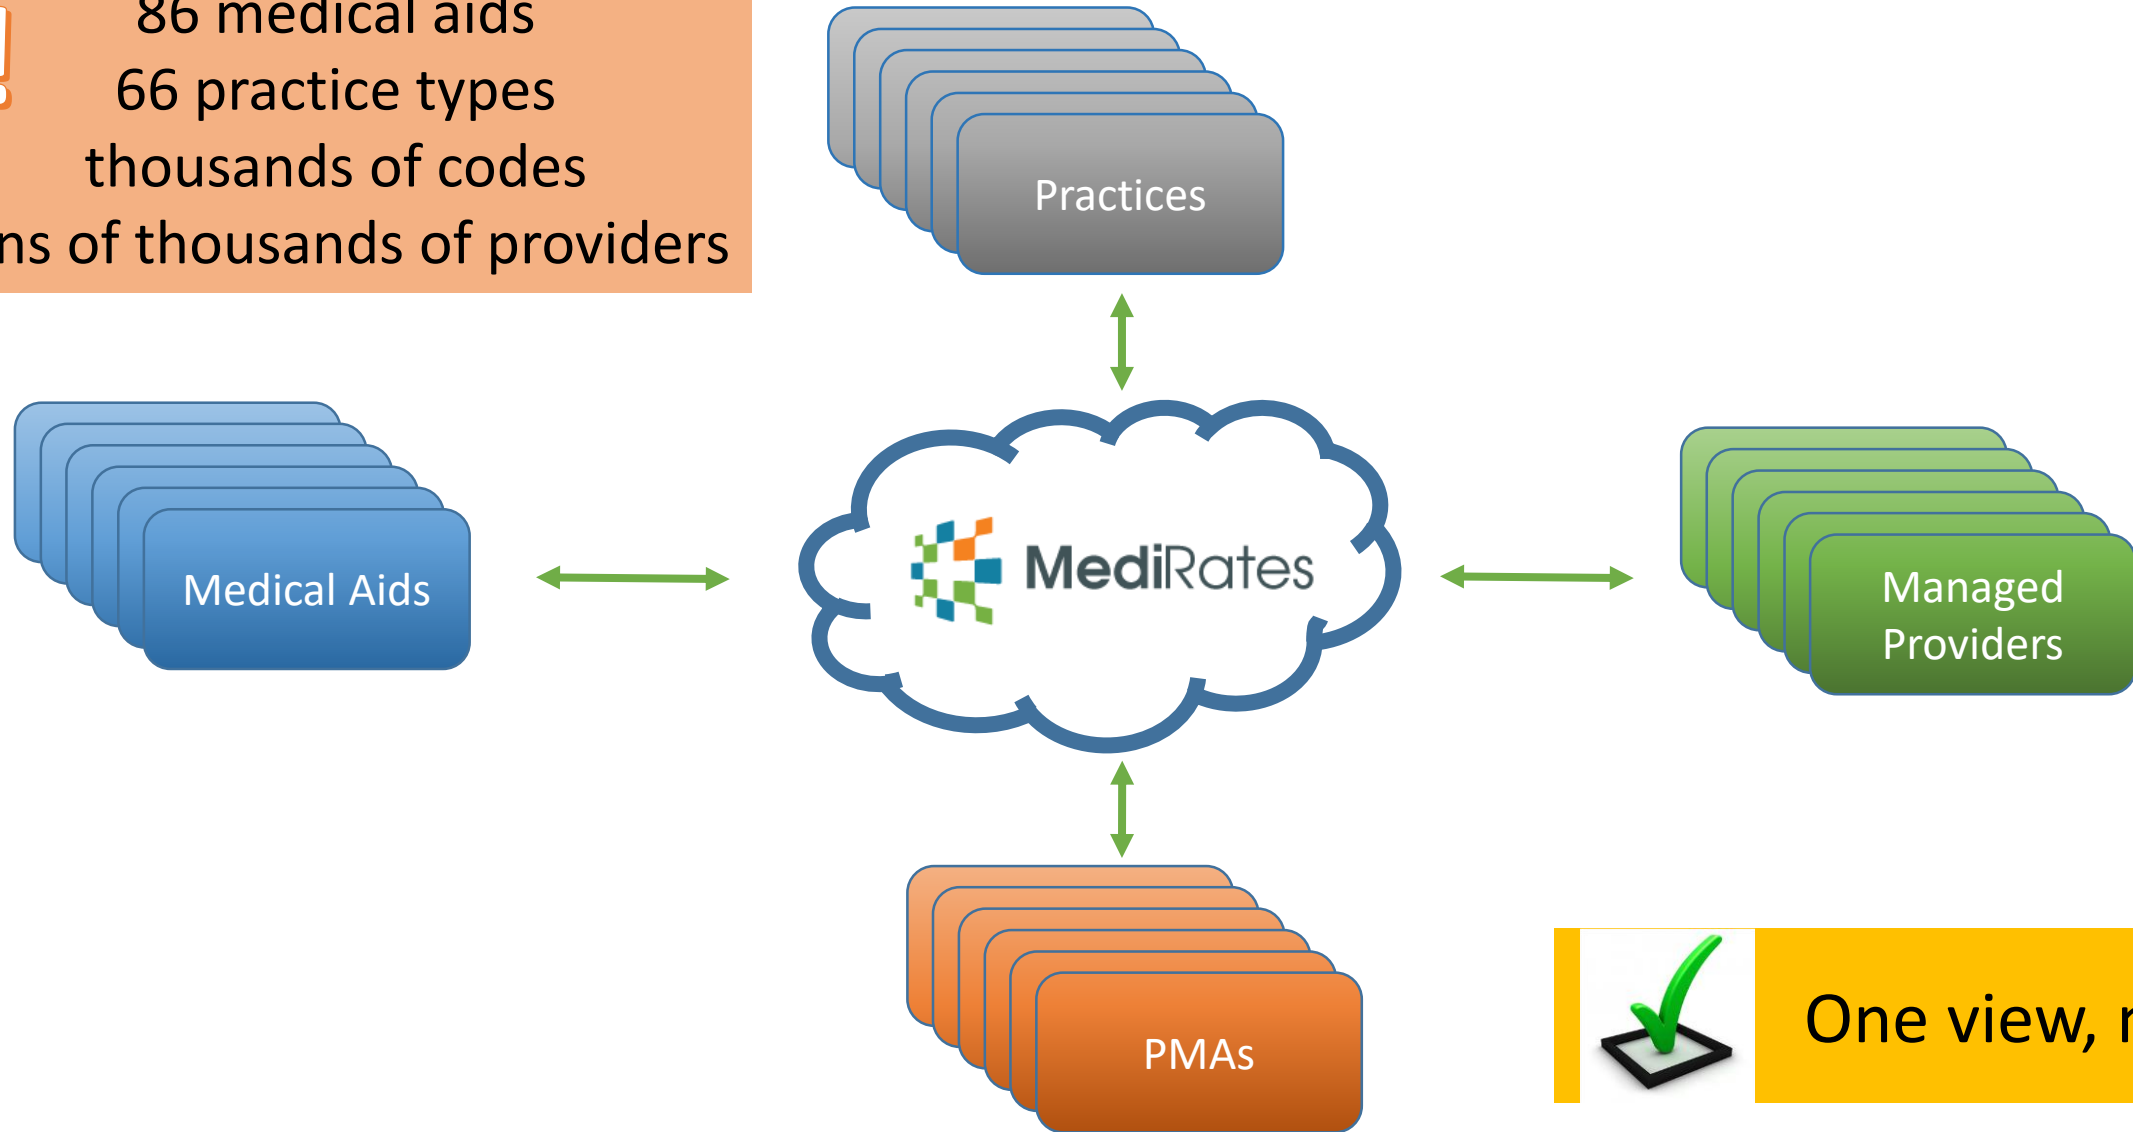 !
86 medical aids
66 practice types
thousands of codes
of thousands of providers
Practices
Medical Aids
MediRates
Managed
Providers
PMAs
One view,